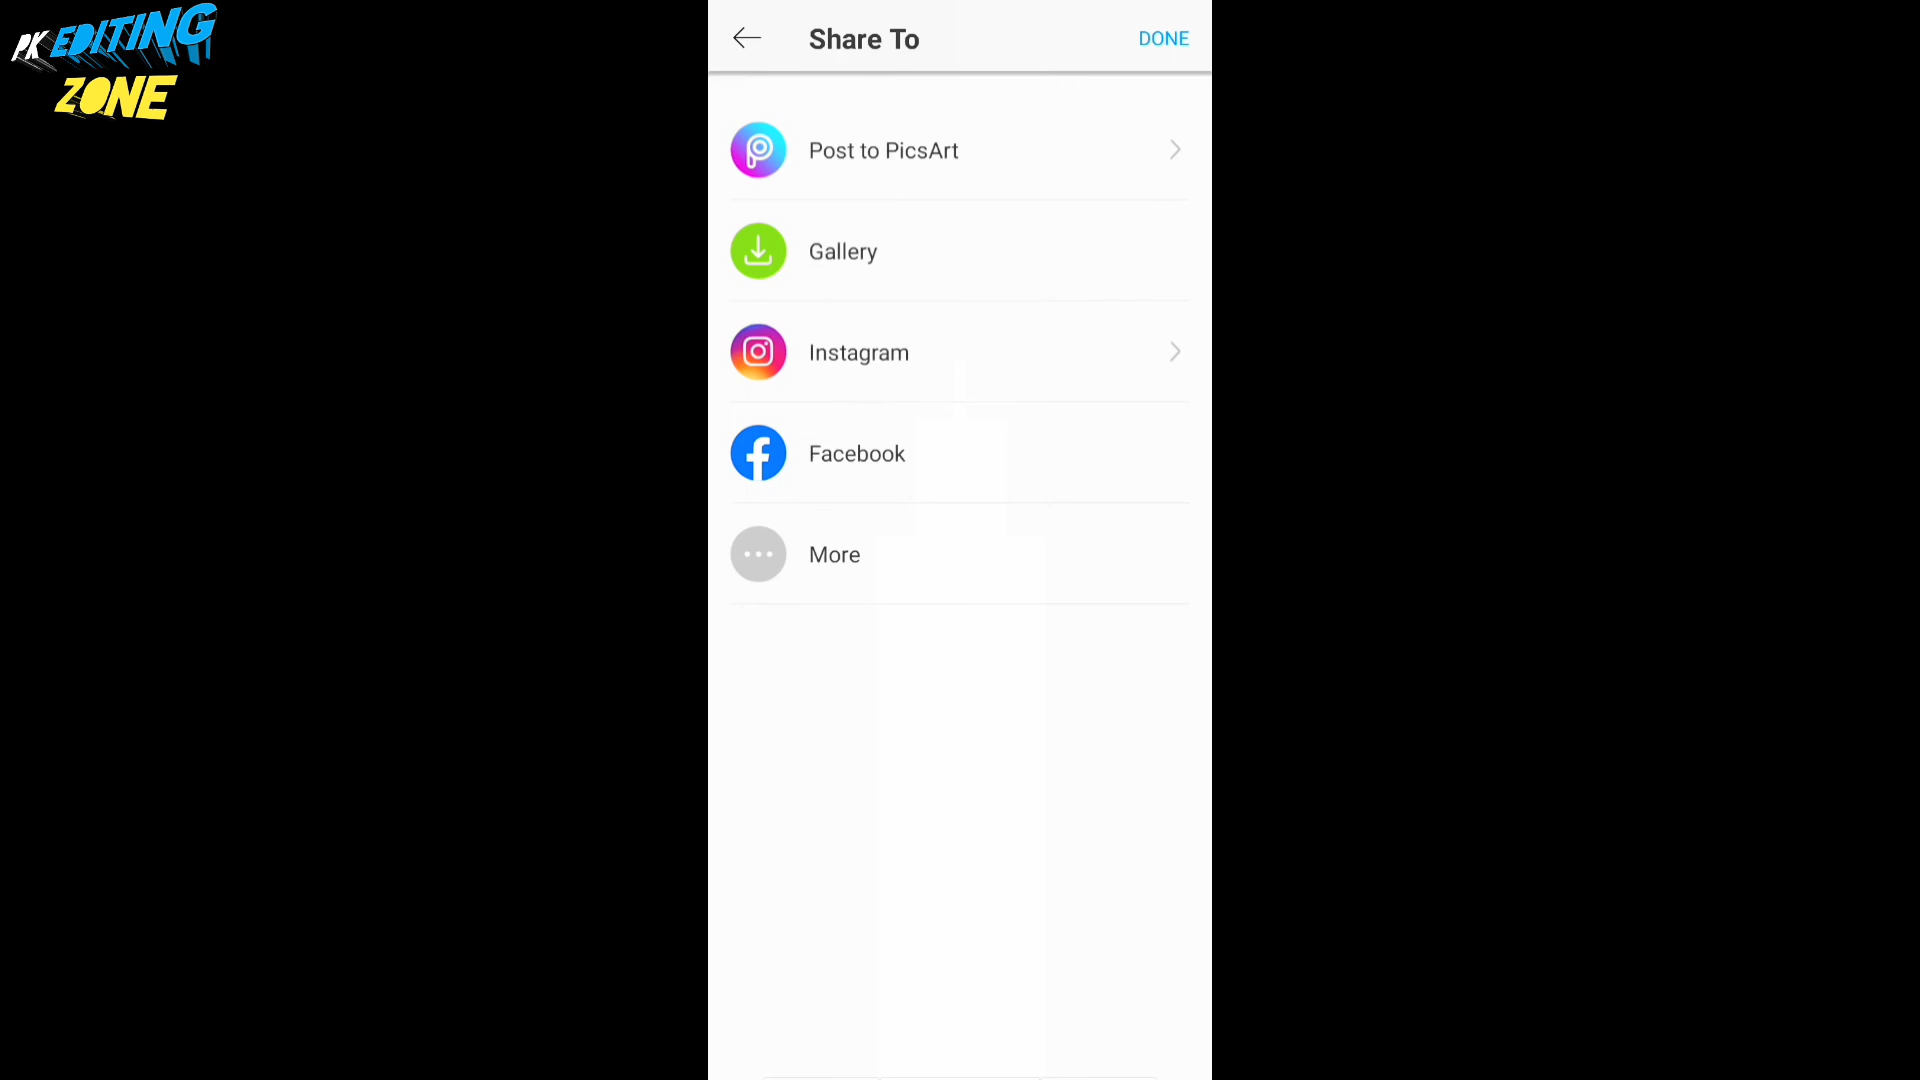 PK EDITING
ZONE
Share To
DONE
Post to PicsArt
Gallery
Instagram
Facebook
More